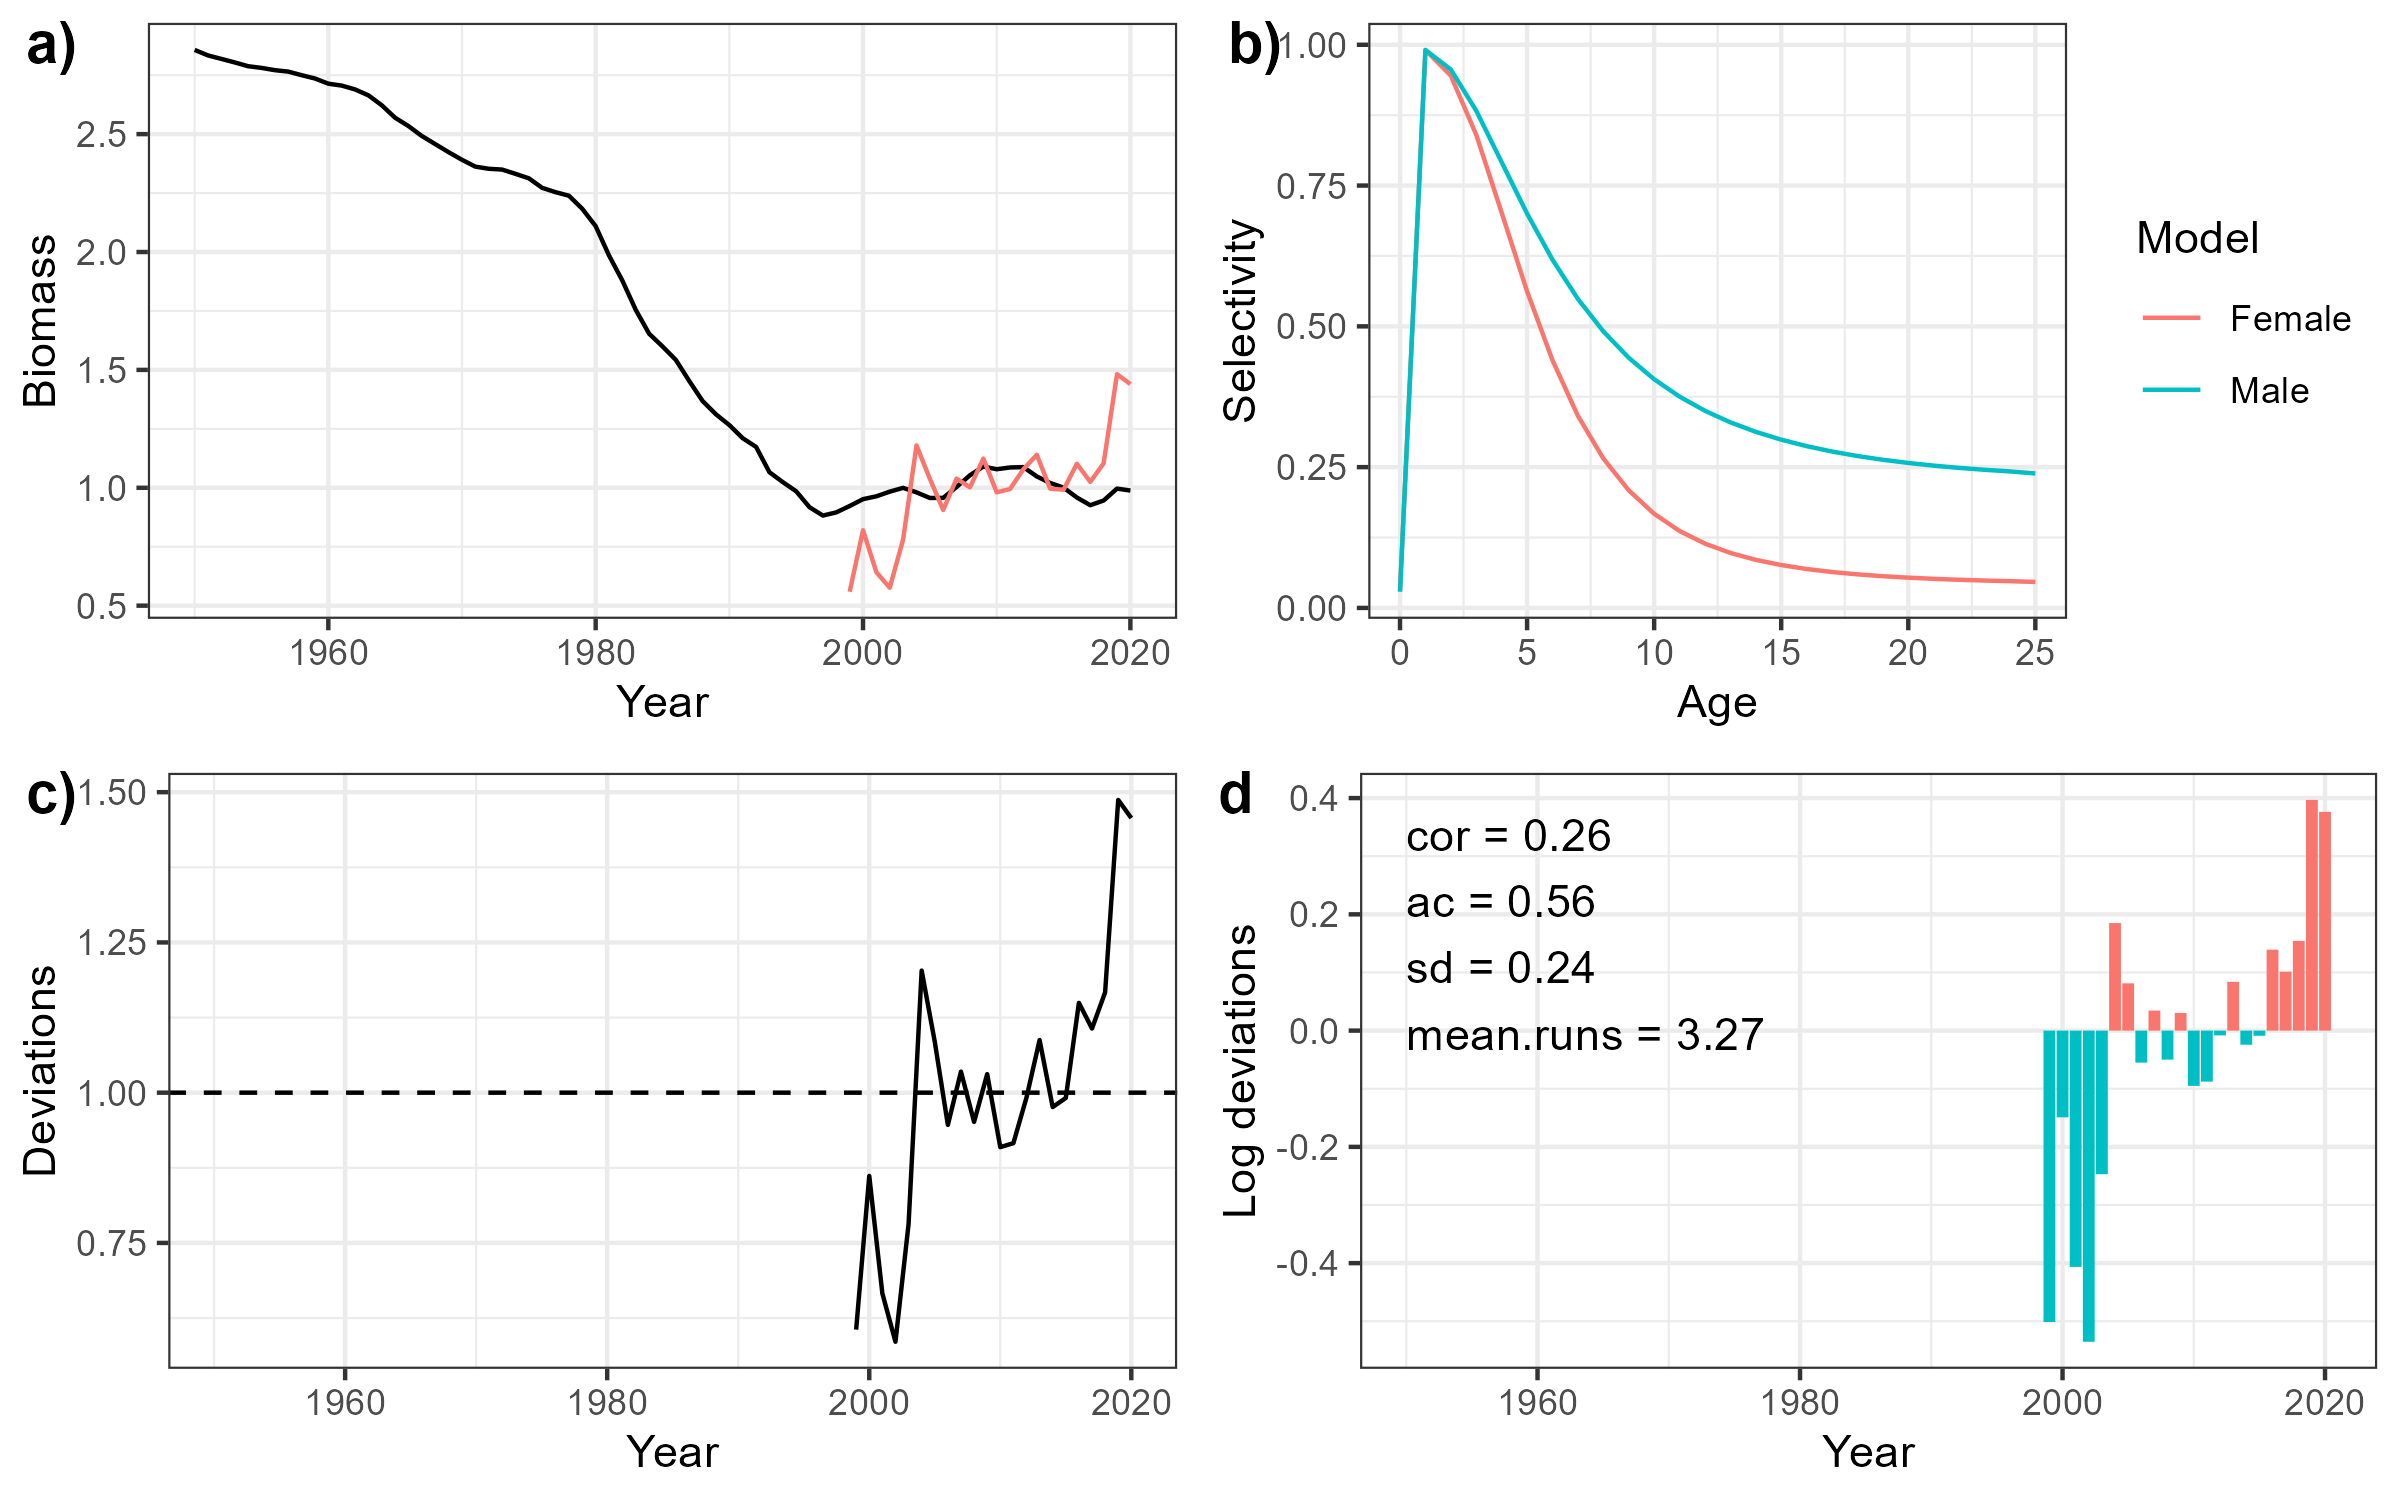 a)
2.5
2.0
1.5
1.0
0.5
Biomass
1960 1980 2000 2020
Year
b)
1.00
0.75
0.50
0.25
0.00
Selectivity
0 5 10 15 20 25
Age
Model
Female
Male
c)
1.50
1.25
1.00
0.75
Deviations
1960 1980 2000 2020
Year
d
0.4
0.2
0.0
-0.2
-0.4
Log deviations
cor = 0.26
ac = 0.56
sd = 0.24
mean.runs = 3.27
1960 1980 2000 2020
Year